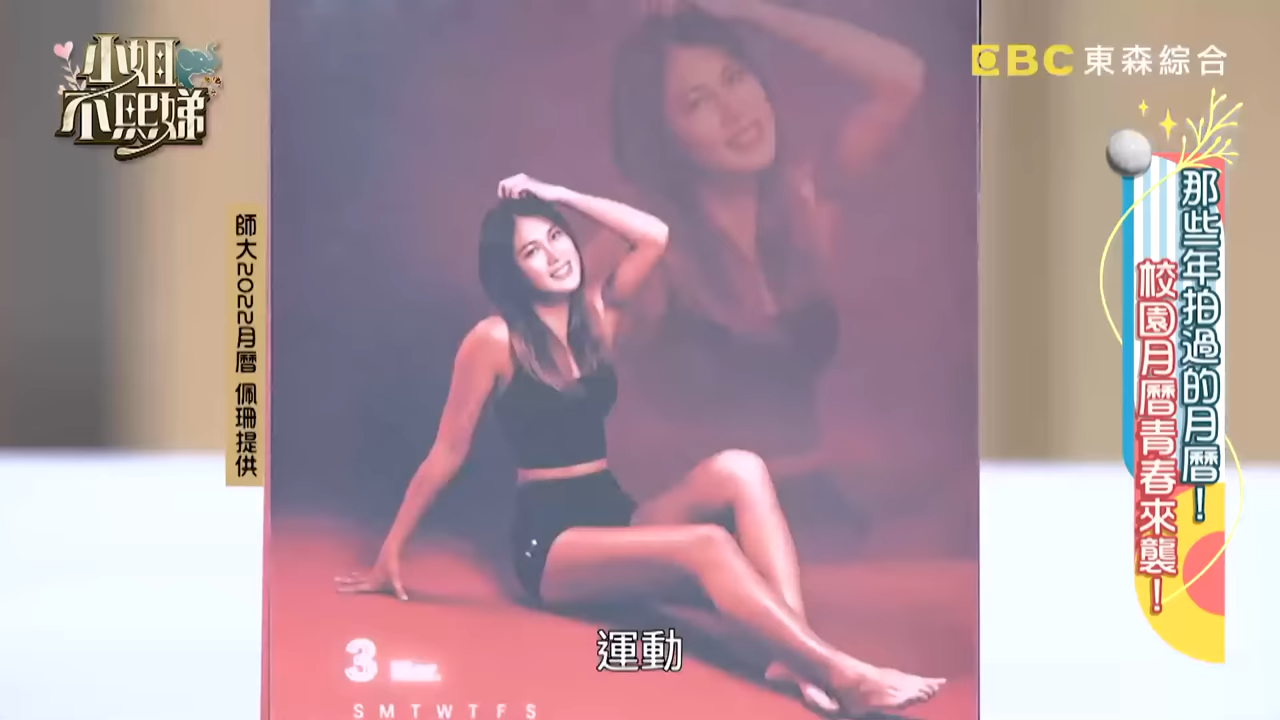 小姐
不熙娣
EBC 東森綜合
那些年拍過的月曆！
校園月曆青春來襲！
師大2022月曆 佩珊提供
3 Mar.
S M T W T F S
運動